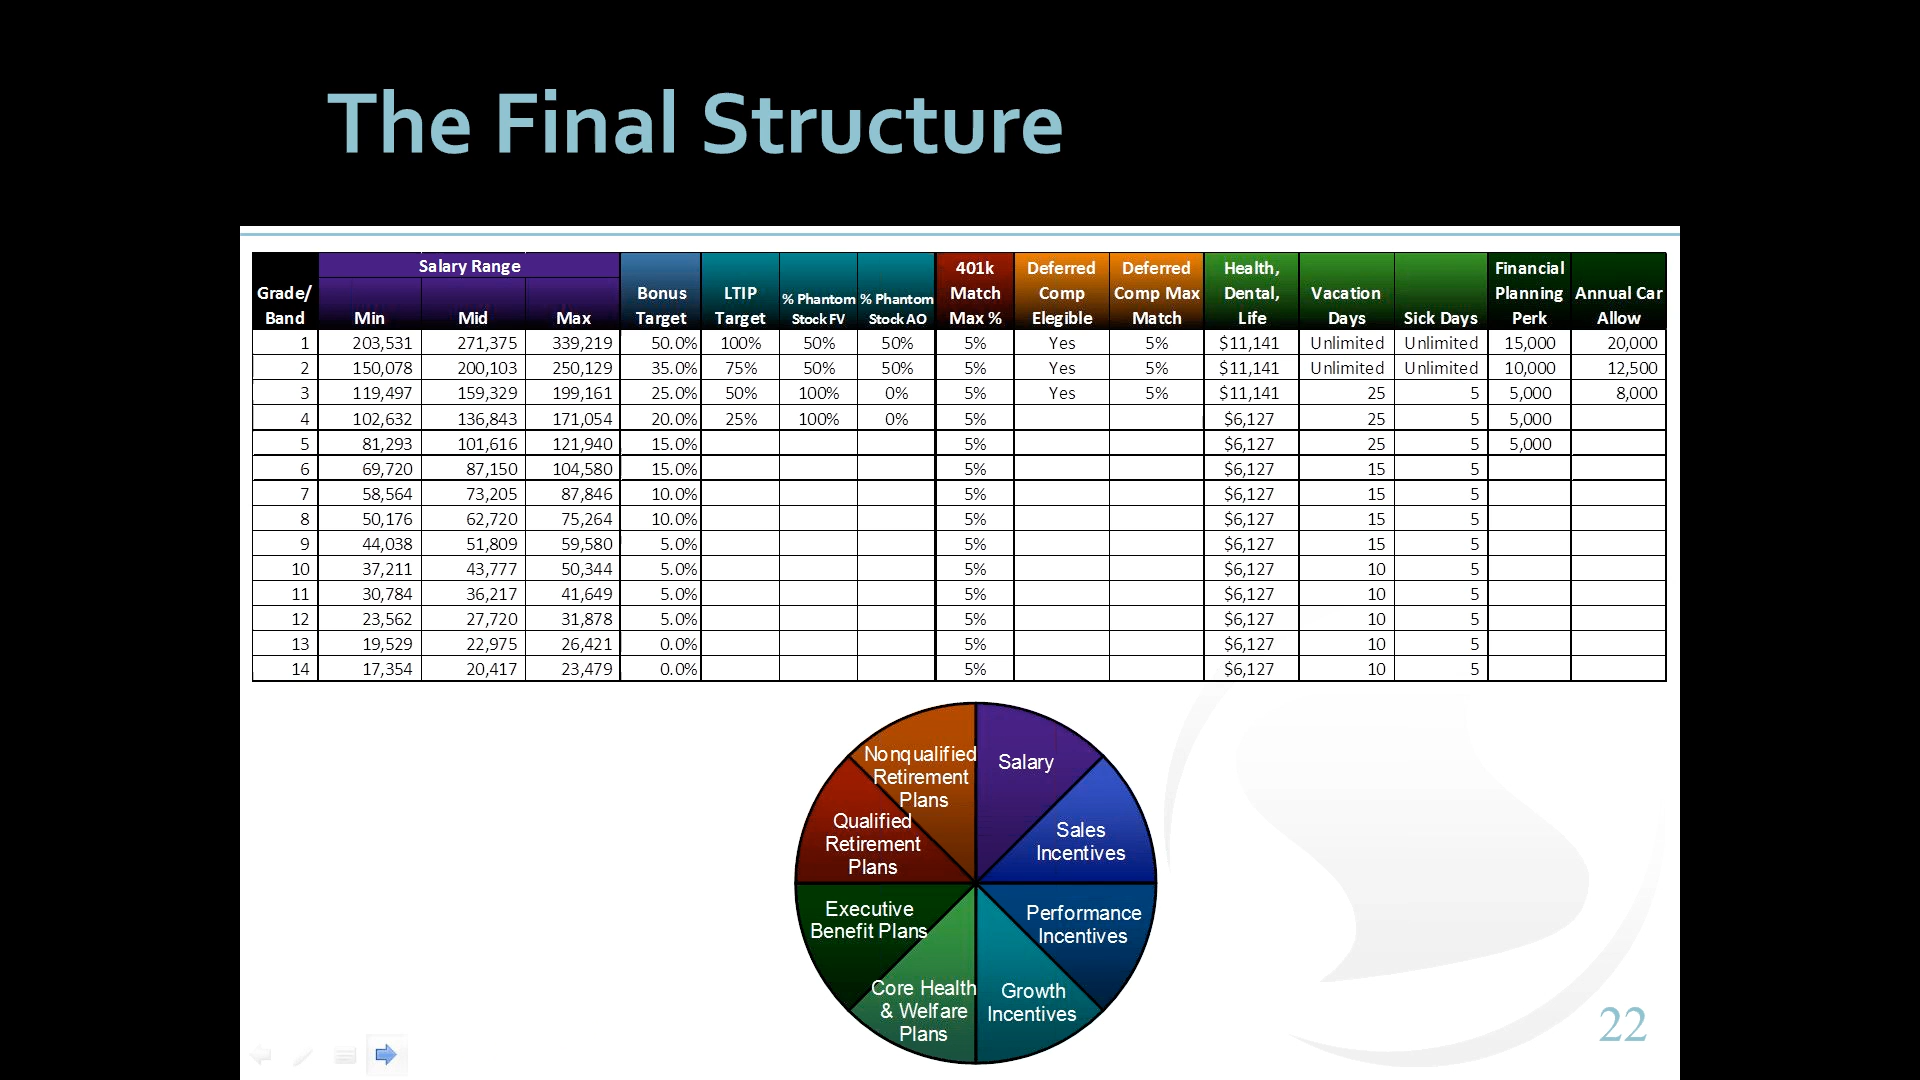 The Final Structure
Salary Range
Grade/ Band Min Mid Max Bonus Target LTIP Target % Phantom Stock FV % Phantom Stock AO 401k Match Max % Deferred Comp Elegible Deferred Comp Max Match Health, Dental, Life Vacation Days Sick Days Financial Planning Perk Annual Car Allow
1 203,531 271,375 339,219 50.0% 100% 50% 50% 5% Yes 5% $11,141 Unlimited Unlimited 15,000 20,000
2 150,078 200,103 250,129 35.0% 75% 50% 50% 5% Yes 5% $11,141 Unlimited Unlimited 10,000 12,500
3 119,497 159,329 199,161 25.0% 50% 100% 0% 5% Yes 5% $11,141 25 5 5,000 8,000
4 102,632 136,843 171,054 20.0% 25% 100% 0% 5% $6,127 25 5 5,000
5 81,293 101,616 121,940 15.0% 5% $6,127 25 5 5,000
6 69,720 87,150 104,580 15.0% 5% $6,127 15 5
7 58,564 73,205 87,846 10.0% 5% $6,127 15 5
8 50,176 62,720 75,264 10.0% 5% $6,127 15 5
9 44,038 51,809 59,580 5.0% 5% $6,127 15 5
10 37,211 43,777 50,344 5.0% 5% $6,127 10 5
11 30,784 36,217 41,649 5.0% 5% $6,127 10 5
12 23,562 27,720 31,878 5.0% 5% $6,127 10 5
13 19,529 22,975 26,421 0.0% 5% $6,127 10 5
14 17,354 20,417 23,479 0.0% 5% $6,127 10 5
Nonqualified
Retirement
Plans
Salary
Qualified
Retirement
Plans
Sales
Incentives
Executive
Benefit Plans
Performance
Incentives
Core Health
& Welfare
Plans
Growth
Incentives
22